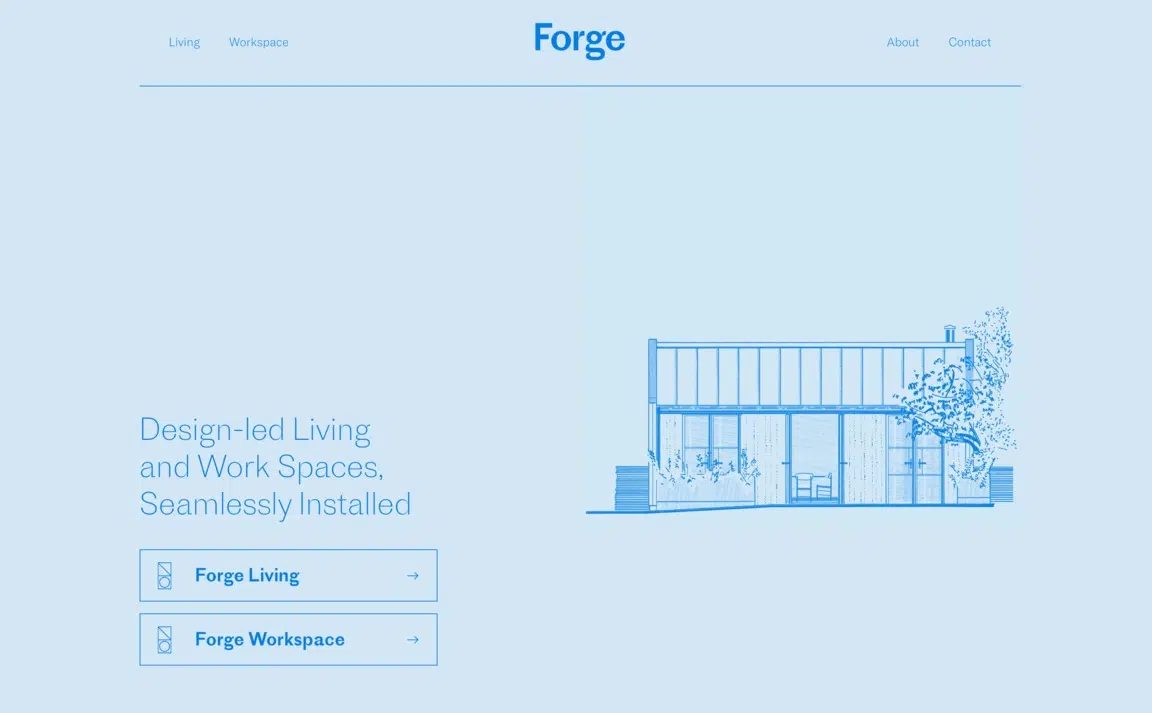 Living
Workspace
Forge
About
Contact
Design-led Living
and Work Spaces,
Seamlessly Installed
Forge Living →
Forge Workspace →